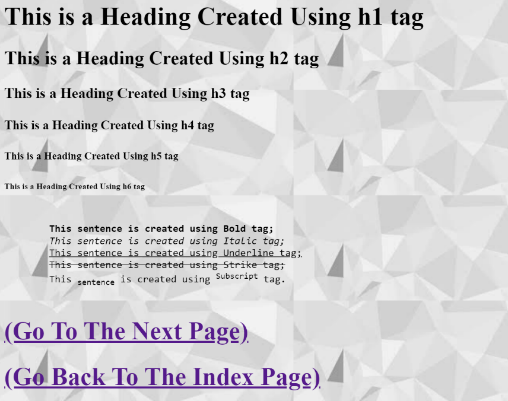 This is a Heading Created Using h1 tag
This is a Heading Created Using h2 tag
This is a Heading Created Using h3 tag
This is a Heading Created Using h4 tag
This is a Heading Created Using h5 tag
This is a Heading Created Using h6 tag
This sentence is created using Bold tag;
This sentence is created using Italic tag;
This sentence is created using Underline tag;
This sentence is created using Strike tag;
This sentence is created using Subscript tag.
(Go To The Next Page)
(Go Back To The Index Page)